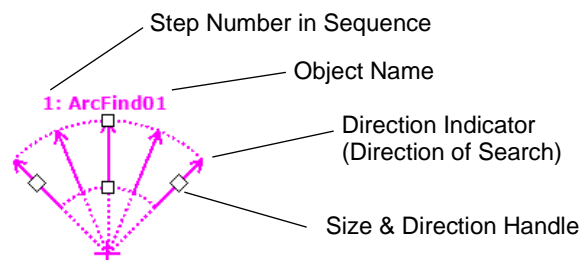 Step Number in Sequence
Object Name
1: ArcFind01
Direction Indicator
(Direction of Search)
Size & Direction Handle